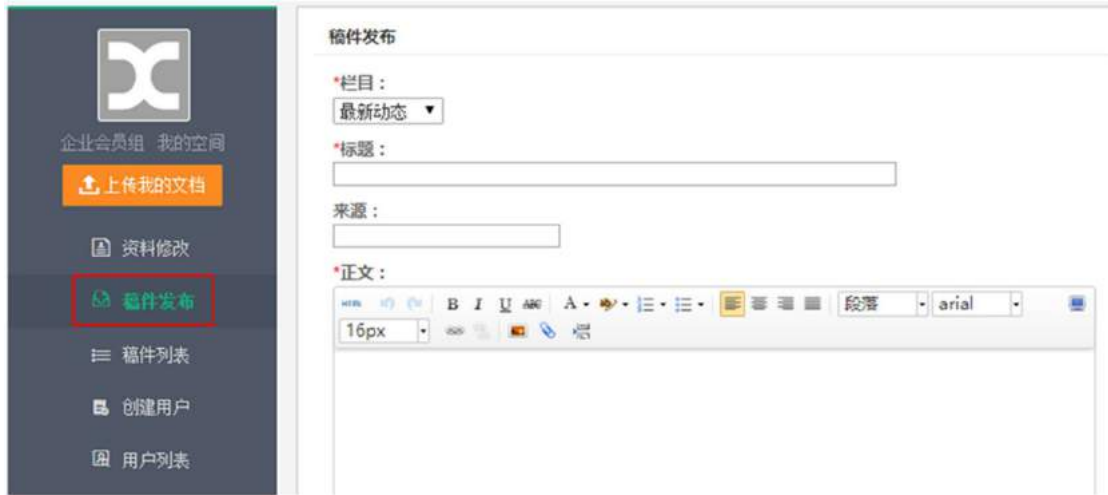 企业会员组 我的空间
上传我的文档
资料修改
稿件发布
稿件列表
创建用户
用户列表
稿件发布
*栏目：
最新动态
*标题：
来源：
*正文：
HTML B I U ABC A 段落 arial
16px